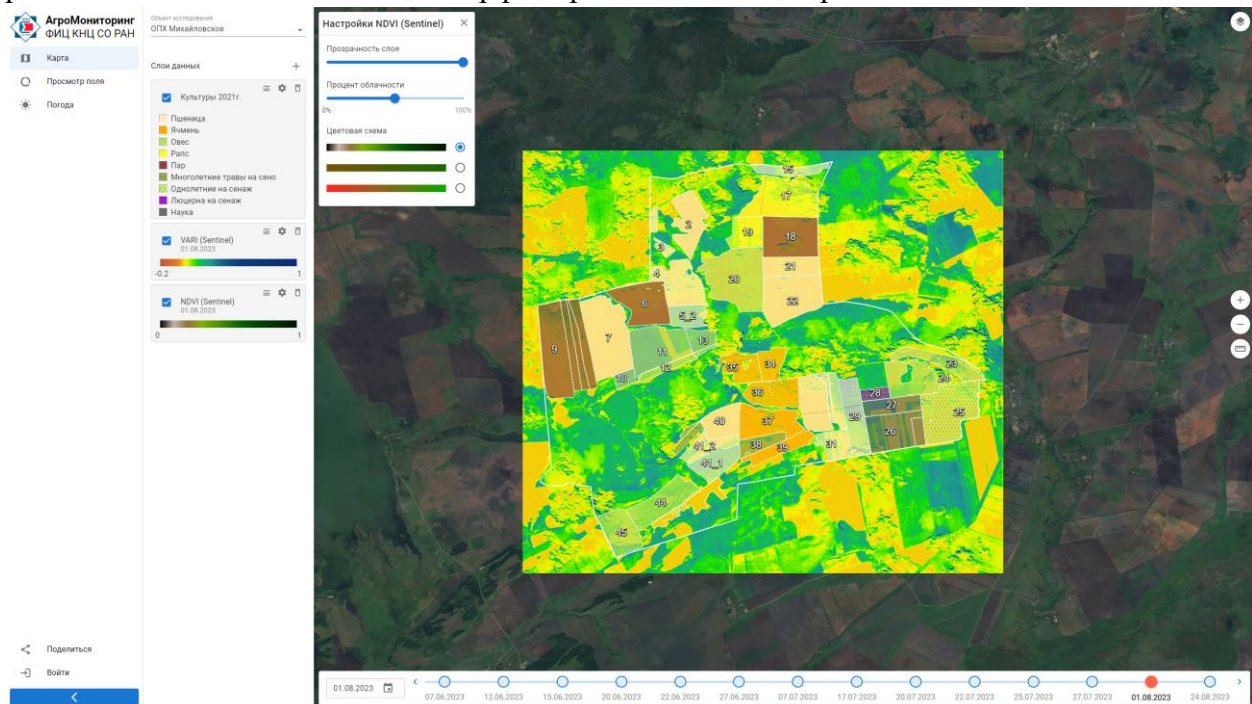 АгроМониторинг
ФИЦ КНЦ СО РАН
Карта
Просмотр поля
Погода
Поделиться
Войти
Объект исследования
ОПХ Михайловское
Слои данных
Культуры 2021г.
Пшеница
Ячмень
Овес
Рапс
Пар
Многолетние травы на сено
Однолетние на сенаж
Люцерна на сенаж
Наука
VARI (Sentinel)
01.08.2023
-0.2 1
NDVI (Sentinel)
01.08.2023
0 1
Настройки NDVI (Sentinel)
Прозрачность слоя
Процент облачности
0% 100%
Цветовая схема
15
17
2
19 18
3
21
4 20
6 22
5_2
7
9 11 13
10 12
35 34
23
24
36 28
27
40 37 29 25
38 26
41_2 39 31
41_1
44
45
01.08.2023
07.06.2023 12.06.2023 15.06.2023 20.06.2023 22.06.2023 27.06.2023 07.07.2023 17.07.2023 20.07.2023 22.07.2023 25.07.2023 27.07.2023 01.08.2023 24.08.2023